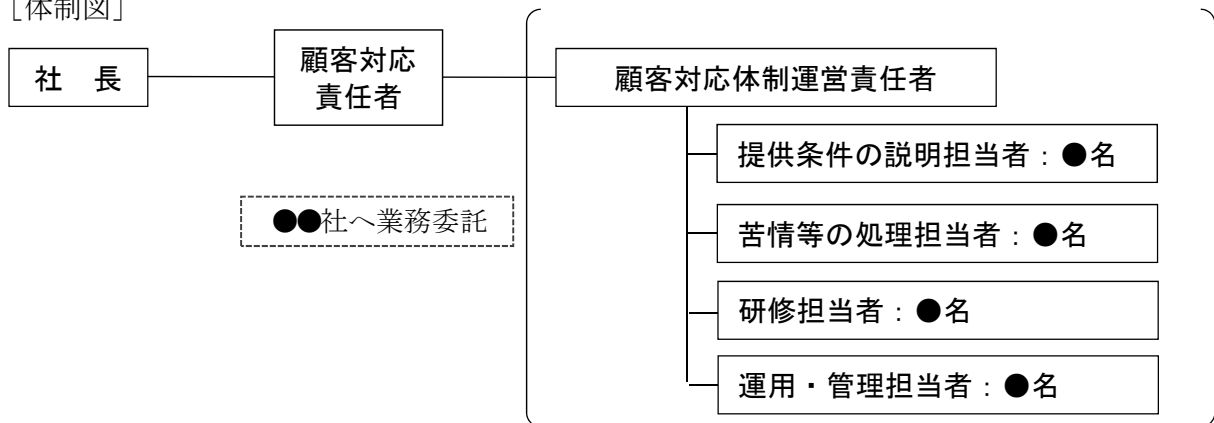 ［体制図］
社　長
顧客対応
責任者
顧客対応体制運営責任者
提供条件の説明担当者：●名
●●社へ業務委託
苦情等の処理担当者：●名
研修担当者：●名
運用・管理担当者：●名